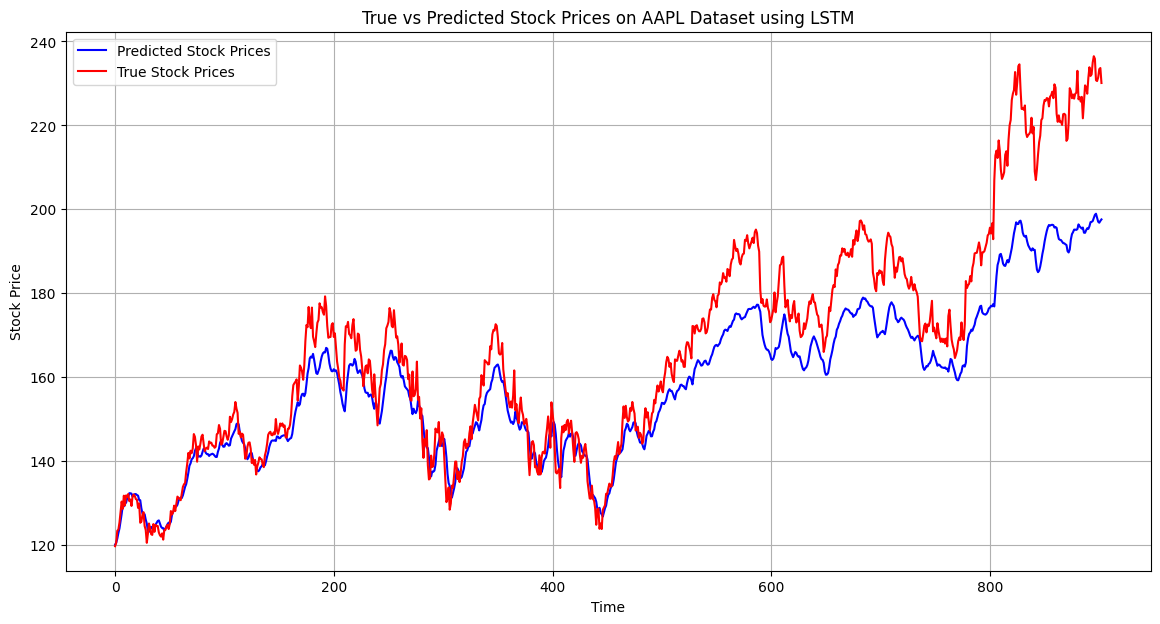 True vs Predicted Stock Prices on AAPL Dataset using LSTM
Predicted Stock Prices
True Stock Prices
Stock Price
240
220
200
180
160
140
120
0 200 400 600 800
Time